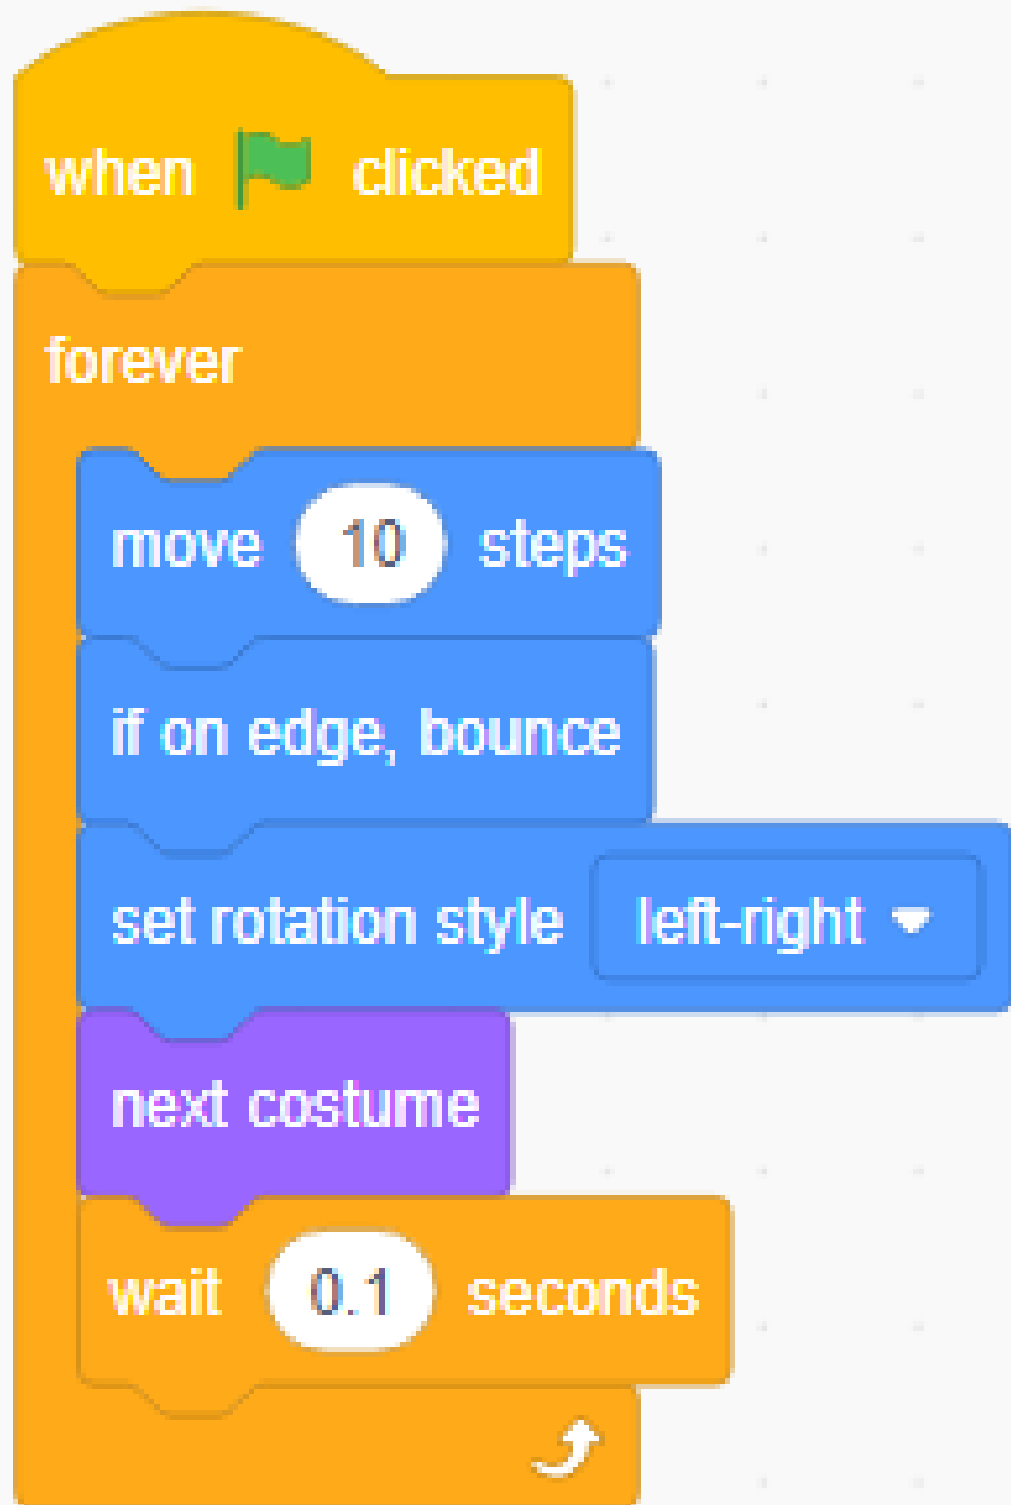 when clicked
forever
move 10 steps
if on edge, bounce
set rotation style left-right
next costume
wait 0.1 seconds